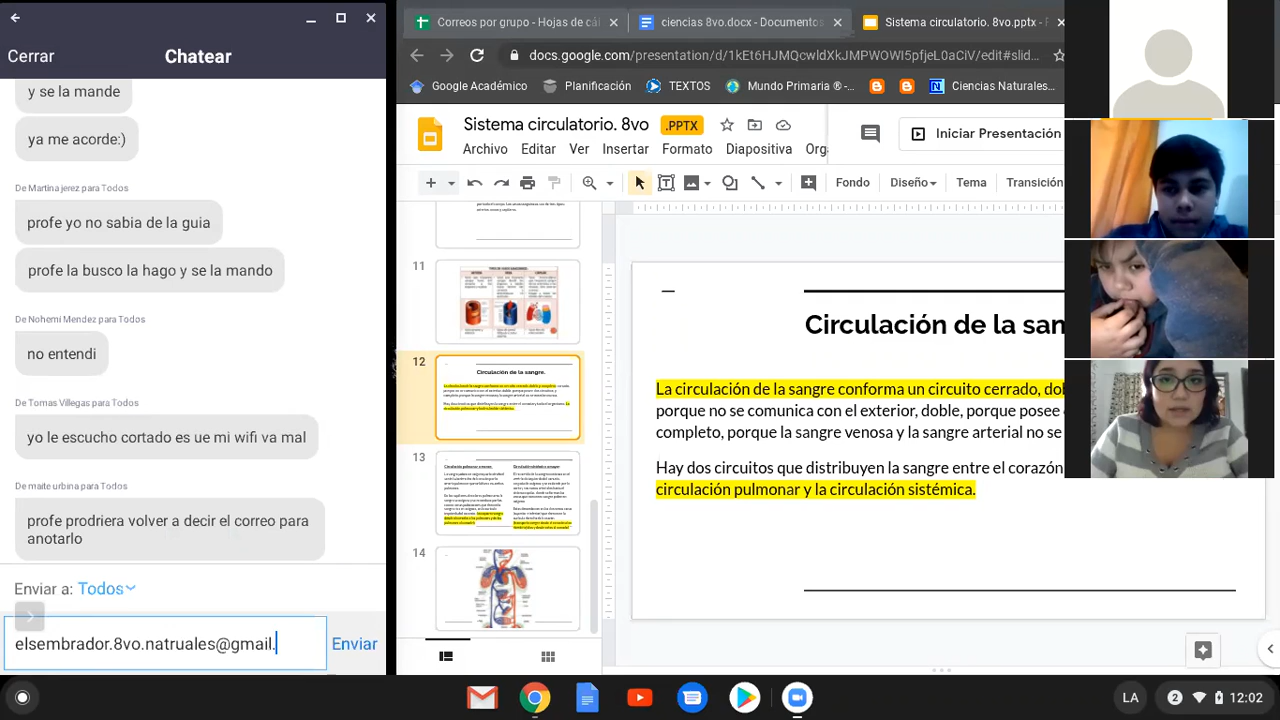 Cerrar
Chatear
y se la mande
ya me acorde:)
De Martina jerez para Todos
profe yo no sabia de la guia
profe la busco la hago y se la mando
De Nohemi Mendez para Todos
no entendi
De Tomas Villegas para Todos
yo le escucho cortado es ue mi wifi va mal
De maite urbina para Todos
profe prodriens volver a
para
anotarlo
Enviar a: Todos
elsembrador.8vo.natruales@gmail.
Enviar
Correos por grupo - Hojas de cál
ciencias 8vo.docx - Documentos
Sistema circulatorio. 8vo.pptx -
docs.google.com/presentation/d/1kEt6HJMQcwldXkJMPWOWI5pfjeL0aCiV/edit#slid
Google Académico
Planificación
TEXTOS
Mundo Primaria ® -...
Ciencias Naturales...
Sistema circulatorio. 8vo
.PPTX
Archivo Editar Ver Insertar Formato Diapositiva Org.
Iniciar Presentación
Fondo Diseño Tema Transición
11
12
Circulación de la sangre.
13
14
Circulación de la san
La circulación de la sangre conforma un circuito cerrado, dob
porque no se comunica con el exterior, doble, porque posee
completo, porque la sangre venosa y la sangre arterial no se
Hay dos circuitos que distribuyen la sangre entre el corazón
circulación pulmonar y la circulación sistémica.
LA
2
12:02